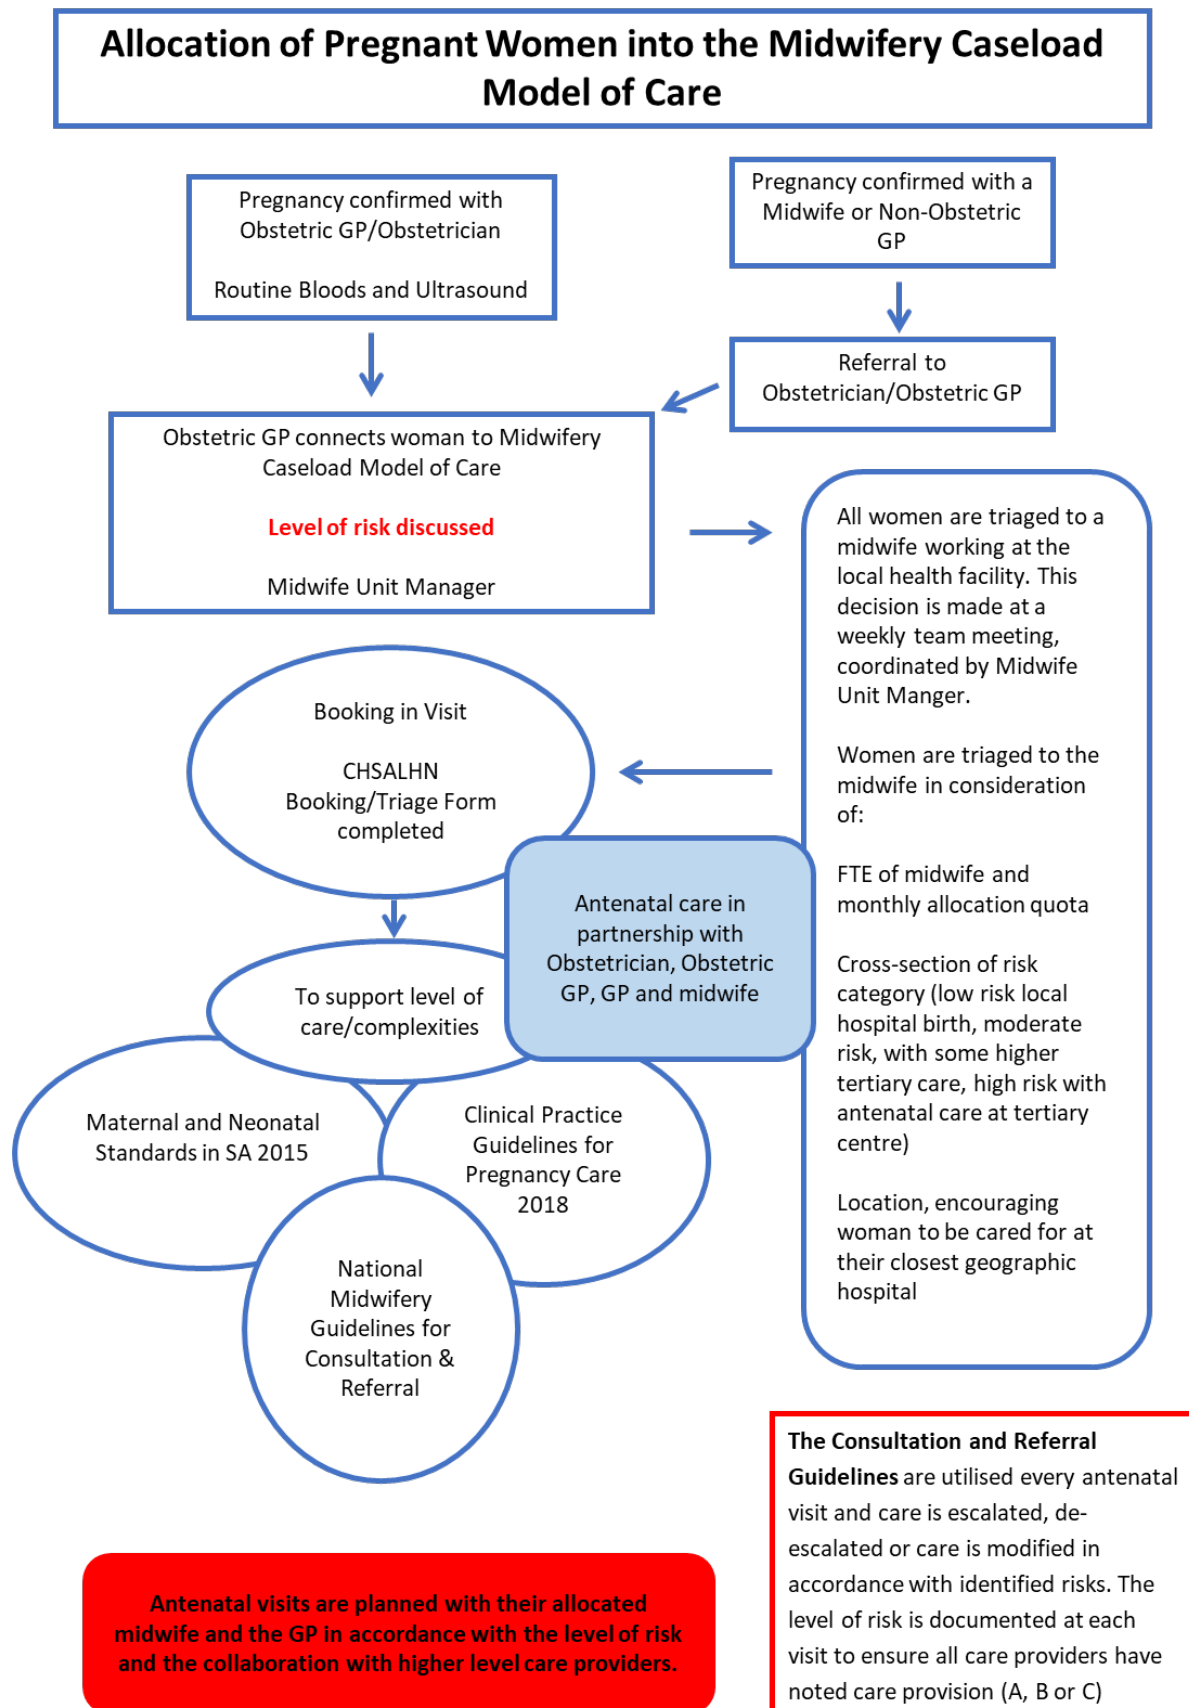 Allocation of Pregnant Women into the Midwifery Caseload
Model of Care
Pregnancy confirmed with
Obstetric GP/Obstetrician
Routine Bloods and Ultrasound
Pregnancy confirmed with a
Midwife or Non-Obstetric
GP
Referral to
Obstetrician/Obstetric GP
Obstetric GP connects woman to Midwifery
Caseload Model of Care
Level of risk discussed
Midwife Unit Manager
All women are triaged to a
midwife working at the
local health facility. This
decision is made at a
weekly team meeting,
coordinated by Midwife
Unit Manger.
Women are triaged to the
midwife in consideration
of:
FTE of midwife and
monthly allocation quota
Cross-section of risk
category (low risk local
hospital birth, moderate
risk, with some higher
tertiary care, high risk with
antenatal care at tertiary
centre)
Location, encouraging
woman to be cared for at
their closest geographic
hospital
Booking in Visit
CHSALHN
Booking/Triage Form
completed
Antenatal care in
partnership with
Obstetrician, Obstetric
GP, GP and midwife
To support level of
care/complexities
Maternal and Neonatal
Standards in SA 2015
Clinical Practice
Guidelines for
Pregnancy Care
2018
National
Midwifery
Guidelines for
Consultation &
Referral
The Consultation and Referral
Guidelines are utilised every antenatal
visit and care is escalated, de-
escalated or care is modified in
accordance with identified risks. The
level of risk is documented at each
visit to ensure all care providers have
noted care provision (A, B or C)
Antenatal visits are planned with their allocated
midwife and the GP in accordance with the level of risk
and the collaboration with higher level care providers.